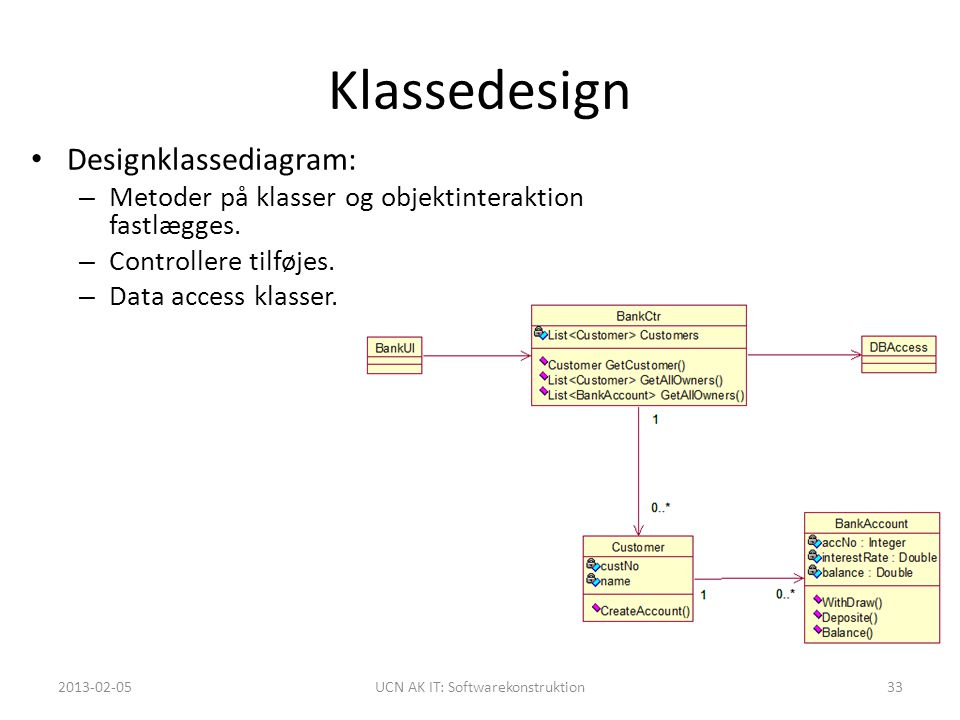 Klassedesign
• Designklassediagram:
– Metoder på klasser og objektinteraktion
fastlægges.
– Controllere tilføjes.
– Data access klasser.
BankUI
BankCtr
List<Customer> Customers
Customer GetCustomer()
List<Customer> GetAllOwners()
List<BankAccount> GetAllOwners()
DBAccess
1
0..*
Customer
custNo
name
CreateAccount()
1
0..*
BankAccount
accNo : Integer
interestRate : Double
balance : Double
WithDraw()
Deposite()
Balance()
2013-02-05
UCN AK IT: Softwarekonstruktion
33